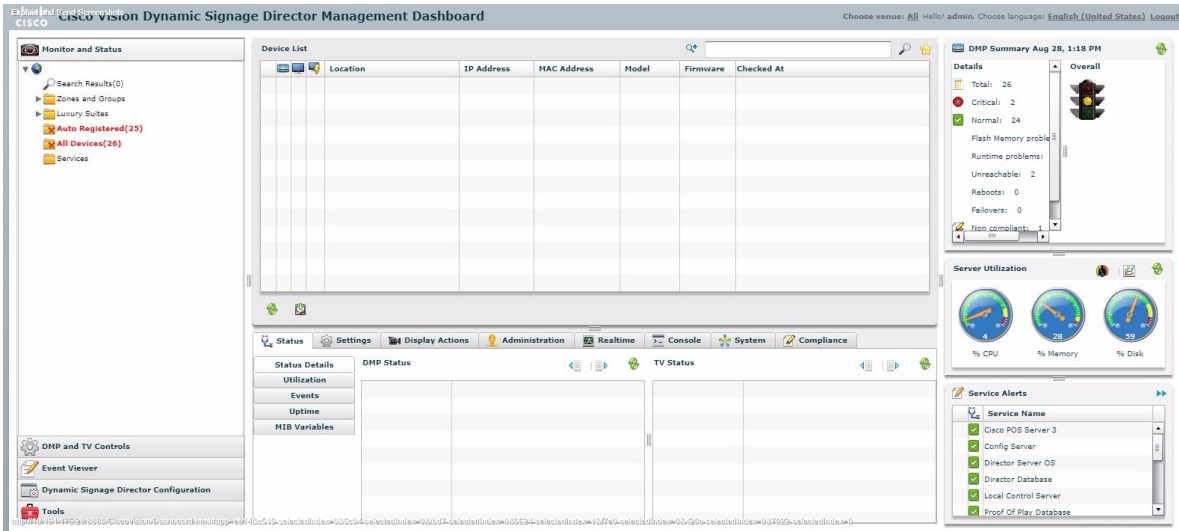 Explain and Send Screenshots
CISCO
Cisco Vision Dynamic Signage Director Management Dashboard
Choose venue: All Hello! admin, Choose language: English (United States) Logout
Monitor and Status
Search Results(0)
Zones and Groups
Luxury Suites
Auto Registered(25)
All Devices(26)
Services
DMP and TV Controls
Event Viewer
Dynamic Signage Director Configuration
Tools
Device List
Location IP Address MAC Address Model Firmware Checked At
Status Settings Display Actions Administration Realtime Console System Compliance
Status Details
Utilization
Events
Uptime
MIB Variables
DMP Status
TV Status
DMP Summary Aug 28, 1:18 PM
Details Overall
Total: 26
Critical: 2
Normal: 24
Flash Memory proble
Runtime problems:
Unreachable: 2
Reboots: 0
Failovers: 0
Non compliant: 1
Server Utilization
4 28 59
% CPU % Memory % Disk
Service Alerts
Service Name
Cisco POS Server 3
Config Server
Director Server OS
Director Database
Local Control Server
Proof Of Play Database